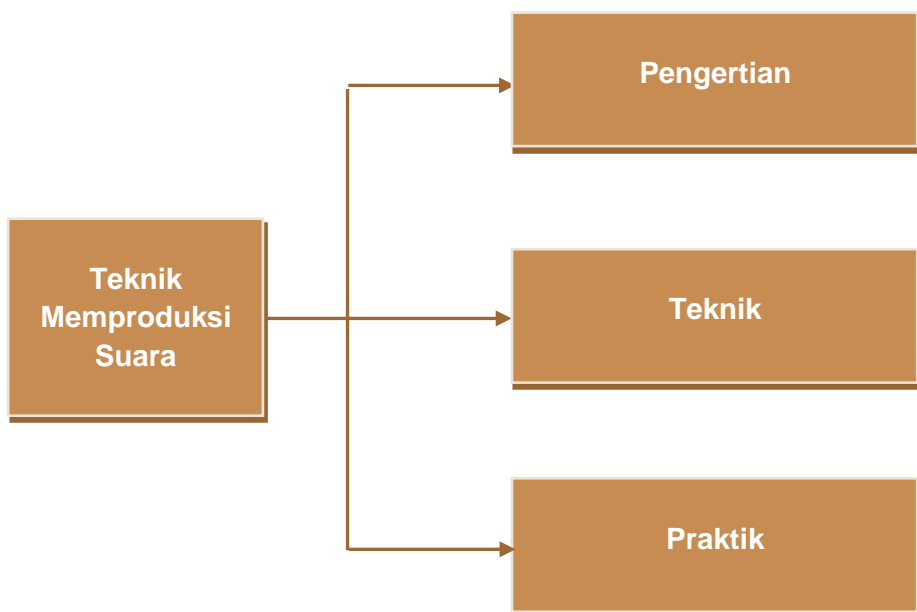 Pengertian
Teknik
Memproduksi
Suara
Teknik
Praktik